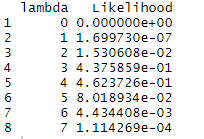 lambda Likelihood
1 0 0.000000e+00
2 1 1.699730e-07
3 2 1.530608e-02
4 3 4.375859e-01
5 4 4.623726e-01
6 5 8.018934e-02
7 6 4.434408e-03
8 7 1.114269e-04